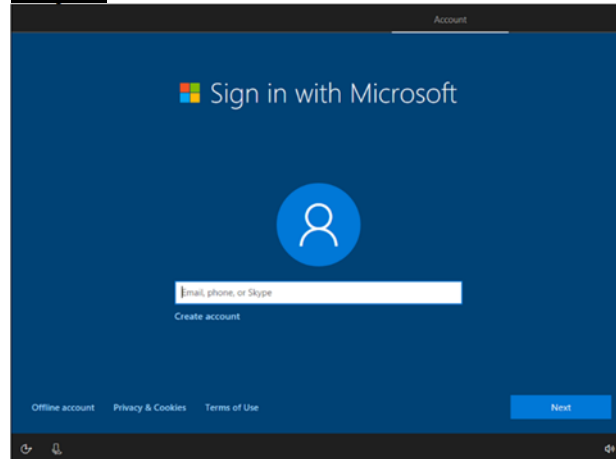 Account
Sign in with Microsoft
Email, phone, or Skype
Create account
Offline account Privacy & Cookies Terms of Use Next